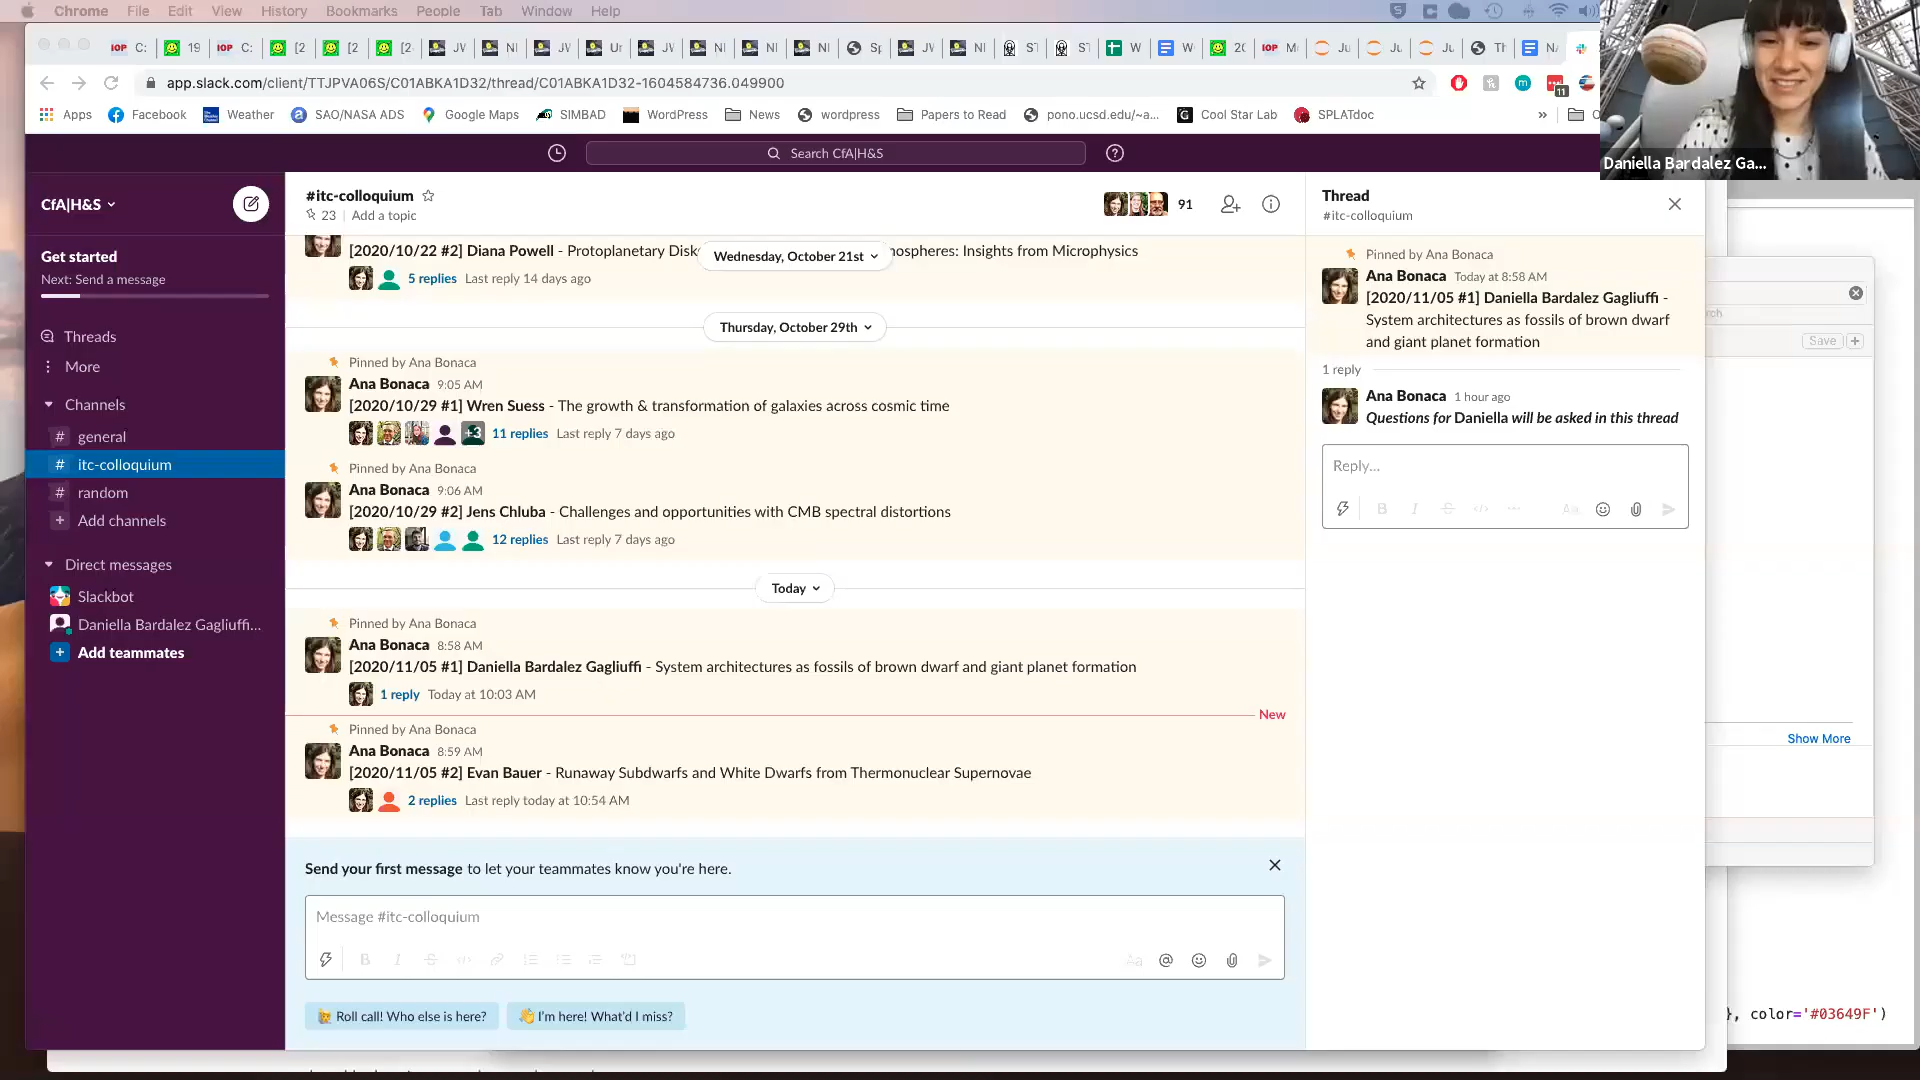 Chrome File Edit View History Bookmarks People Tab Window Help
app.slack.com/client/TTJPVA06S/C01ABKA1D32/thread/C01ABKA1D32-1604584736.049900
11
Apps Facebook Weather SAO/NASA ADS Google Maps SIMBAD WordPress News wordpress Papers to Read pono.ucsd.edu/~a... Cool Star Lab SPLATdoc »
Daniella Bardalez Ga...
Search CfA|H&S
CfA|H&S
Get started
Next: Send a message
Threads
More
Channels
# general
# itc-colloquium
# random
+ Add channels
Direct messages
Slackbot
Daniella Bardalez Gagliuffi...
+ Add teammates
#itc-colloquium
23 | Add a topic
91
[2020/10/22 #2] Diana Powell - Protoplanetary Disk
Wednesday, October 21st
nospheres: Insights from Microphysics
5 replies Last reply 14 days ago
Thursday, October 29th
Pinned by Ana Bonaca
Ana Bonaca 9:05 AM
[2020/10/29 #1] Wren Suess - The growth & transformation of galaxies across cosmic time
+3 11 replies Last reply 7 days ago
Pinned by Ana Bonaca
Ana Bonaca 9:06 AM
[2020/10/29 #2] Jens Chluba - Challenges and opportunities with CMB spectral distortions
12 replies Last reply 7 days ago
Today
Pinned by Ana Bonaca
Ana Bonaca 8:58 AM
[2020/11/05 #1] Daniella Bardalez Gagliuffi - System architectures as fossils of brown dwarf and giant planet formation
1 reply Today at 10:03 AM
New
Pinned by Ana Bonaca
Ana Bonaca 8:59 AM
[2020/11/05 #2] Evan Bauer - Runaway Subdwarfs and White Dwarfs from Thermonuclear Supernovae
2 replies Last reply today at 10:54 AM
Send your first message to let your teammates know you're here.
Message #itc-colloquium
Roll call! Who else is here?
I'm here! What'd I miss?
Thread
#itc-colloquium
Pinned by Ana Bonaca
Ana Bonaca Today at 8:58 AM
[2020/11/05 #1] Daniella Bardalez Gagliuffi -
System architectures as fossils of brown dwarf
and giant planet formation
1 reply
Ana Bonaca 1 hour ago
Questions for Daniella will be asked in this thread
Reply...
Save +
Show More
}, color='#03649F')